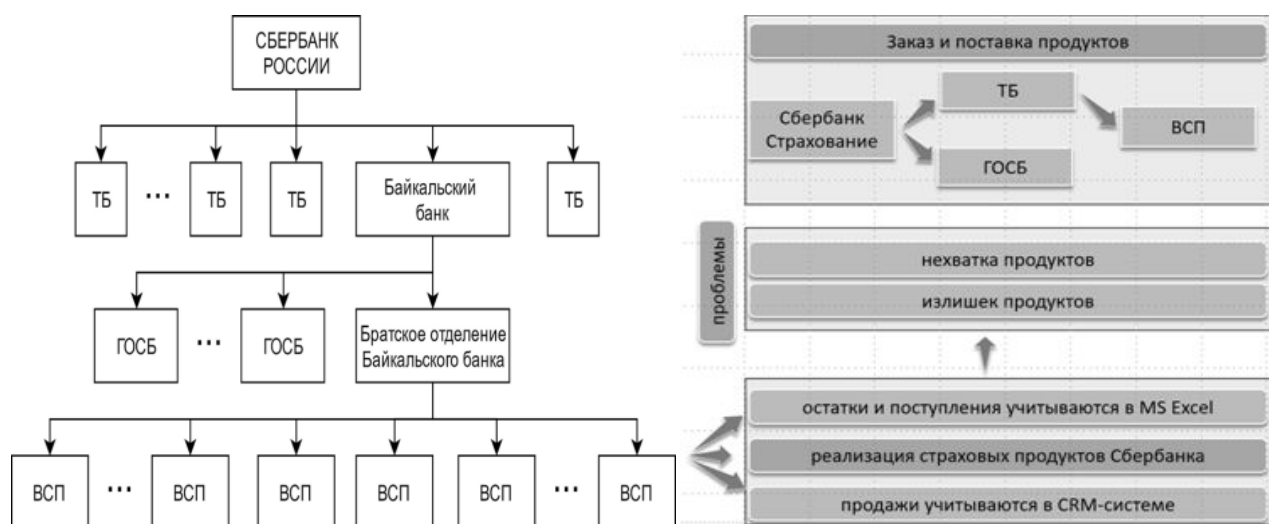 СБЕРБАНК
РОССИИ
ТБ
...
ТБ
ТБ
Байкальский
банк
ТБ
ГОСБ
...
ГОСБ
Братское отделение
Байкальского банка
ВСП
...
ВСП
ВСП
ВСП
ВСП
...
ВСП
Заказ и поставка продуктов
Сбербанк
Страхование
ТБ
ГОСБ
ВСП
проблемы
нехватка продуктов
излишек продуктов
остатки и поступления учитываются в MS Excel
реализация страховых продуктов Сбербанка
продажи учитываются в CRM-системе